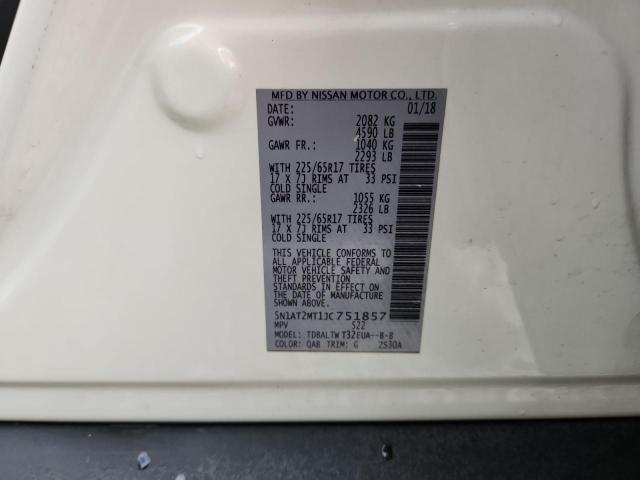 MFD BY NISSAN MOTOR CO., LTD.
DATE: 01/18
GVWR: 2082 KG
4590 LB
GAWR FR.: 1040 KG
2293 LB
WITH 225/65R17 TIRES
17 X 7J RIMS AT 33 PSI
COLD SINGLE
GAWR RR.: 1055 KG
2326 LB
WITH 225/65R17 TIRES
17 X 7J RIMS AT 33 PSI
COLD SINGLE
THIS VEHICLE CONFORMS TO
ALL APPLICABLE FEDERAL
MOTOR VEHICLE SAFETY AND
THEFT PREVENTION
STANDARDS IN EFFECT ON
THE DATE OF MANUFACTURE
SHOWN ABOVE.
5N1AT2MT1JC751857
MPV S22
MODEL: TDBALTWT32EUA--B-B
COLOR: QAB TRIM: G 2530A